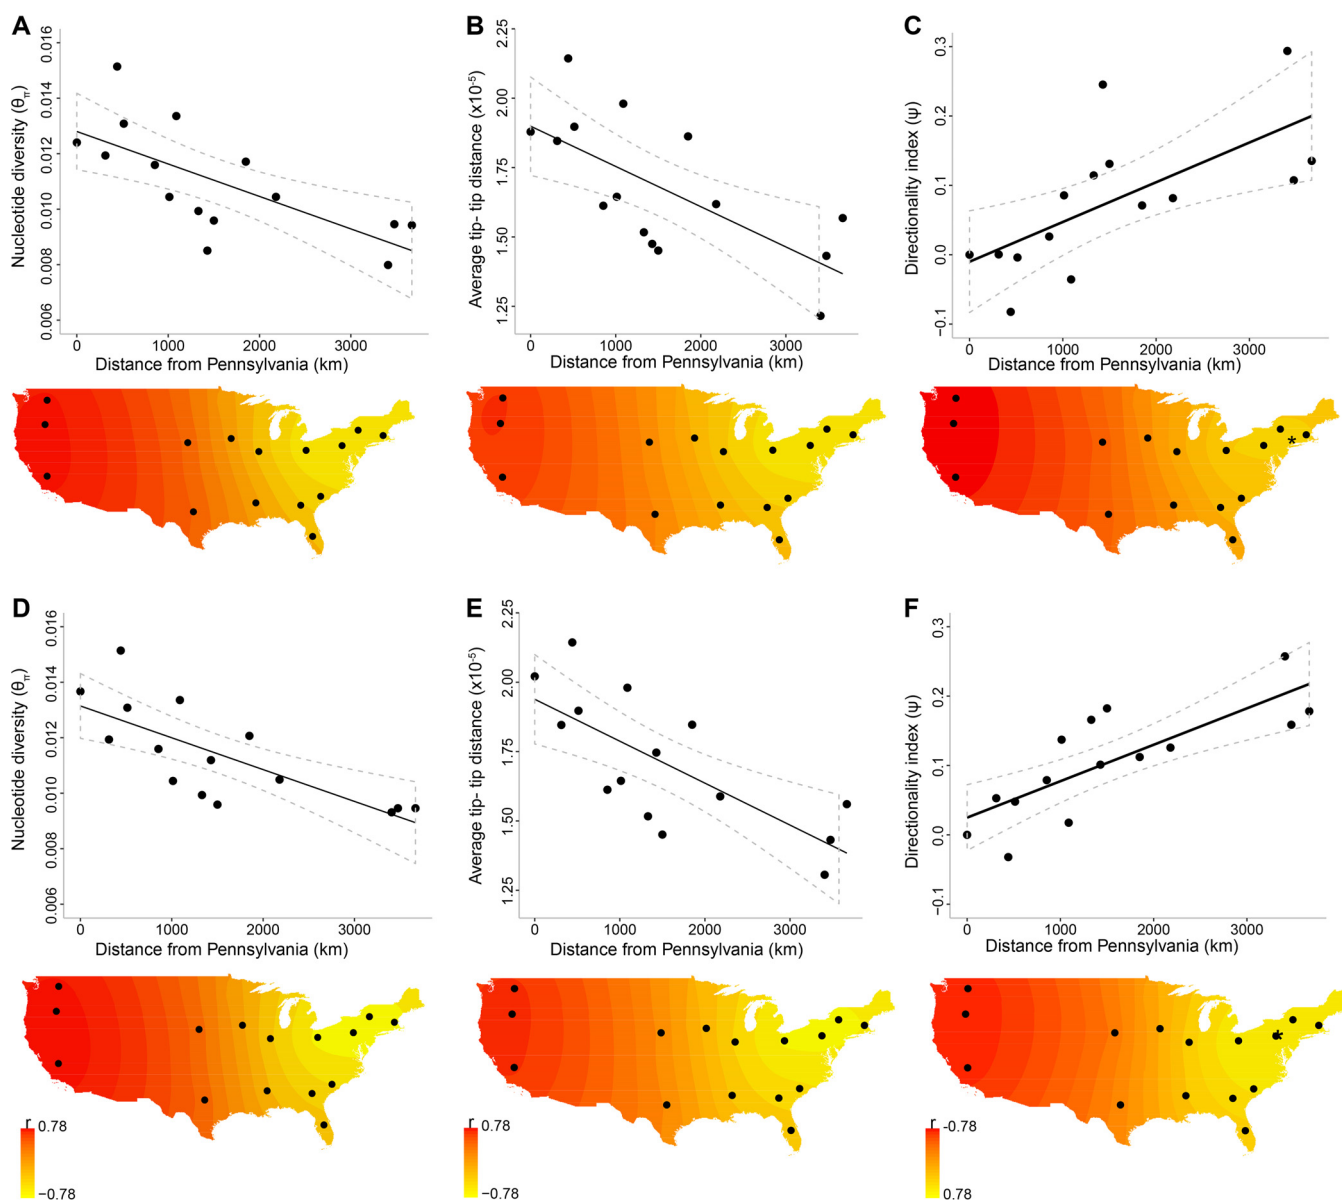 A
Nucleotide diversity (θπ)
0.016
0.014
0.012
0.010
0.008
0.006
0 1000 2000 3000
Distance from Pennsylvania (km)
B
Average tip- tip distance (x10-5)
2.25
2.00
1.75
1.50
1.25
0 1000 2000 3000
Distance from Pennsylvania (km)
C
Directionality index (ψ)
0.3
0.2
0.1
0.0
−0.1
0 1000 2000 3000
Distance from Pennsylvania (km)
*
D
Nucleotide diversity (θπ)
0.016
0.014
0.012
0.010
0.008
0.006
0 1000 2000 3000
Distance from Pennsylvania (km)
E
Average tip- tip distance (x10-5)
2.25
2.00
1.75
1.50
1.25
0 1000 2000 3000
Distance from Pennsylvania (km)
F
Directionality index (ψ)
0.3
0.2
0.1
0.0
−0.1
0 1000 2000 3000
Distance from Pennsylvania (km)
*
r 0.78
−0.78
r 0.78
−0.78
r -0.78
0.78